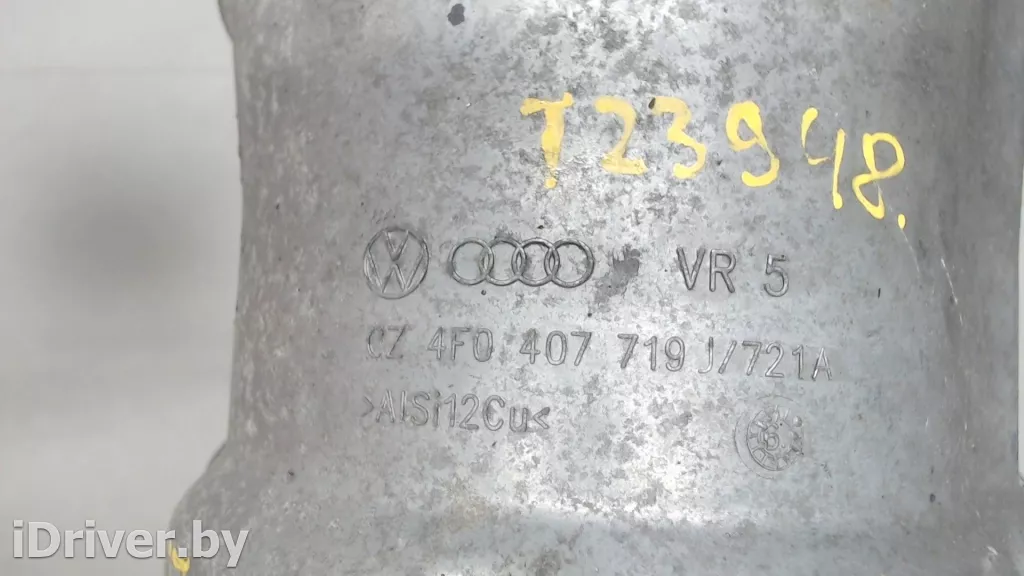 T23948.
VR 5
CZ 4F0 407 719 J/721A
>AlSi12Cu<
iDriver.by